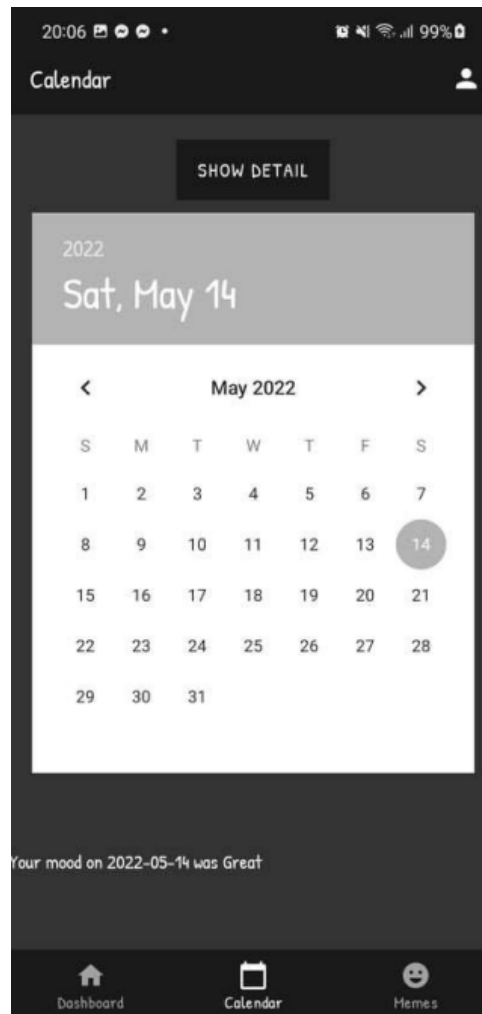 20:06 99%
Calendar
SHOW DETAIL
2022
Sat, May 14
May 2022
S M T W T F S
1 2 3 4 5 6 7
8 9 10 11 12 13 14
15 16 17 18 19 20 21
22 23 24 25 26 27 28
29 30 31
Your mood on 2022-05-14 was Great
Dashboard Calendar Memes